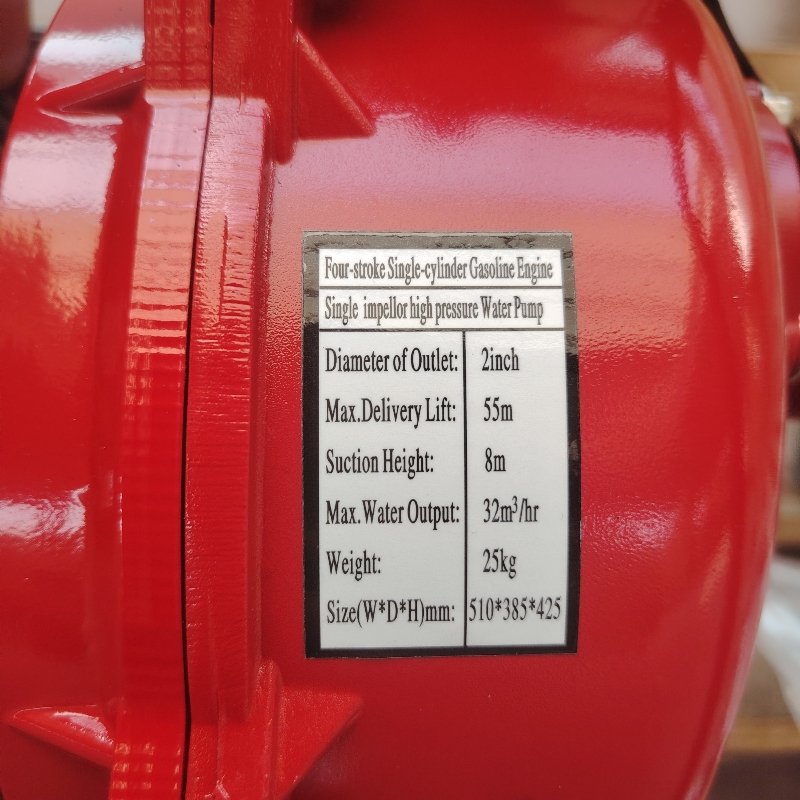 Four-stroke Single-cylinder Gasoline Engine
Single impellor high pressure Water Pump
Diameter of Outlet: 2inch
Max.Delivery Lift: 55m
Suction Height: 8m
Max.Water Output: 32m³/hr
Weight: 25kg
Size(W*D*H)mm: 510*385*425